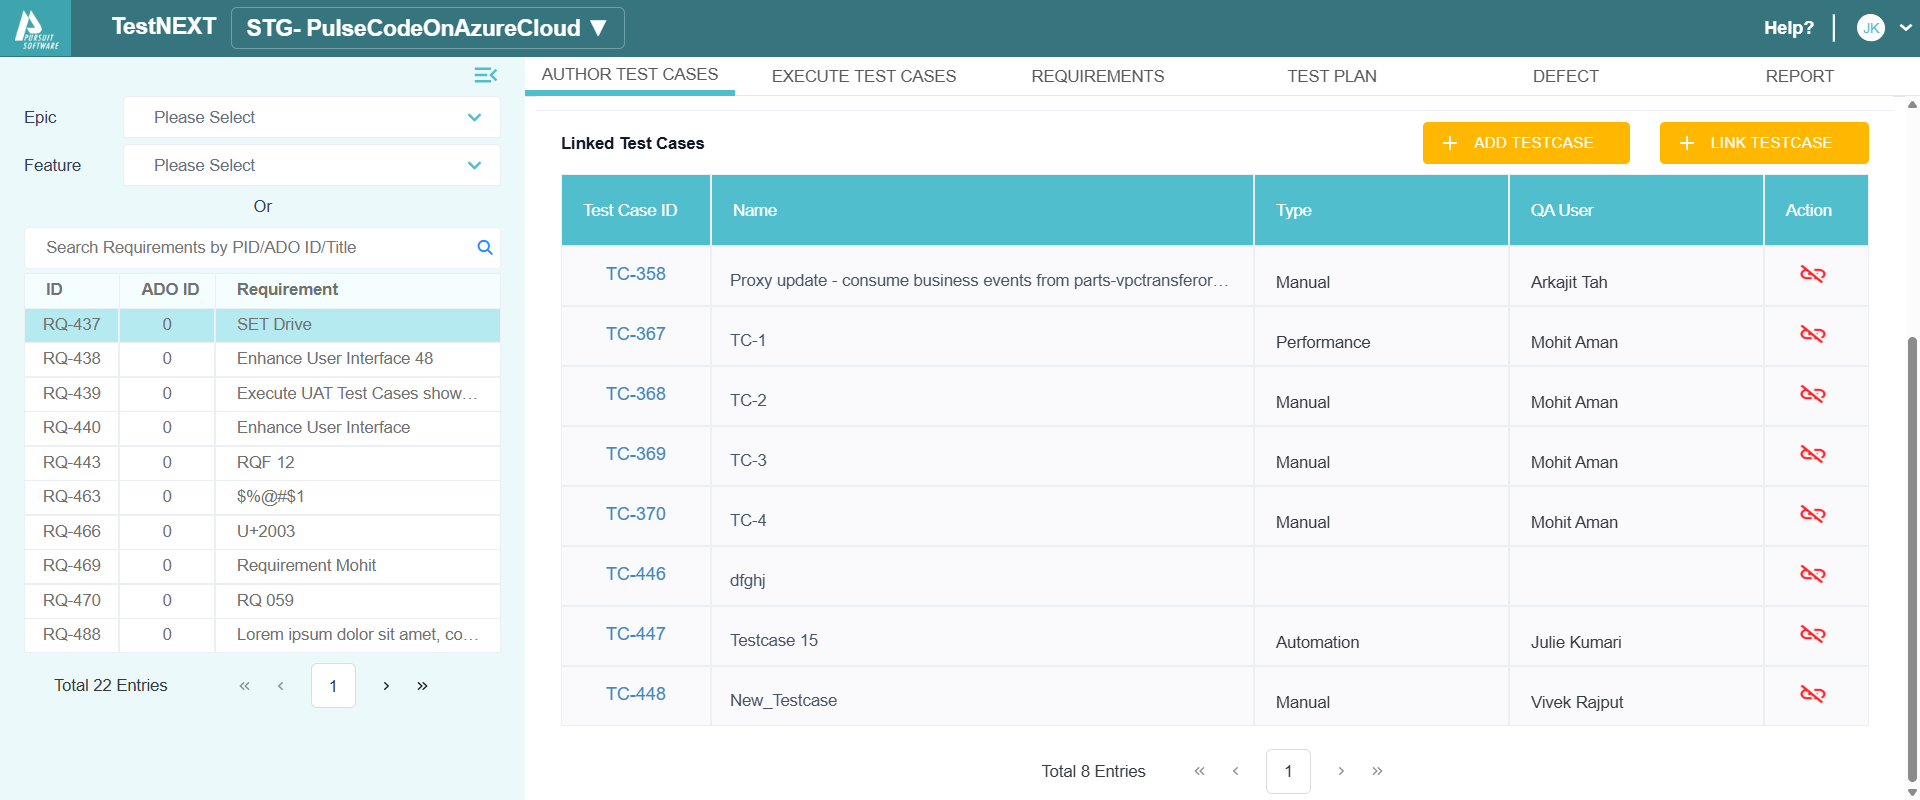 PURSUIT
SOFTWARE
TestNEXT
STG- PulseCodeOnAzureCloud ▼
Help?
JK
Epic
Please Select
Feature
Please Select
Or
Search Requirements by PID/ADO ID/Title
ID ADO ID Requirement
RQ-437 0 SET Drive
RQ-438 0 Enhance User Interface 48
RQ-439 0 Execute UAT Test Cases show…
RQ-440 0 Enhance User Interface
RQ-443 0 RQF 12
RQ-463 0 $%@#$1
RQ-466 0 U+2003
RQ-469 0 Requirement Mohit
RQ-470 0 RQ 059
RQ-488 0 Lorem ipsum dolor sit amet, co…
Total 22 Entries « ‹ 1 › »
AUTHOR TEST CASES EXECUTE TEST CASES REQUIREMENTS TEST PLAN DEFECT REPORT
Linked Test Cases
+ ADD TESTCASE
+ LINK TESTCASE
Test Case ID Name Type QA User Action
TC-358 Proxy update - consume business events from parts-vpctransferor… Manual Arkajit Tah
TC-367 TC-1 Performance Mohit Aman
TC-368 TC-2 Manual Mohit Aman
TC-369 TC-3 Manual Mohit Aman
TC-370 TC-4 Manual Mohit Aman
TC-446 dfghj
TC-447 Testcase 15 Automation Julie Kumari
TC-448 New_Testcase Manual Vivek Rajput
Total 8 Entries « ‹ 1 › »